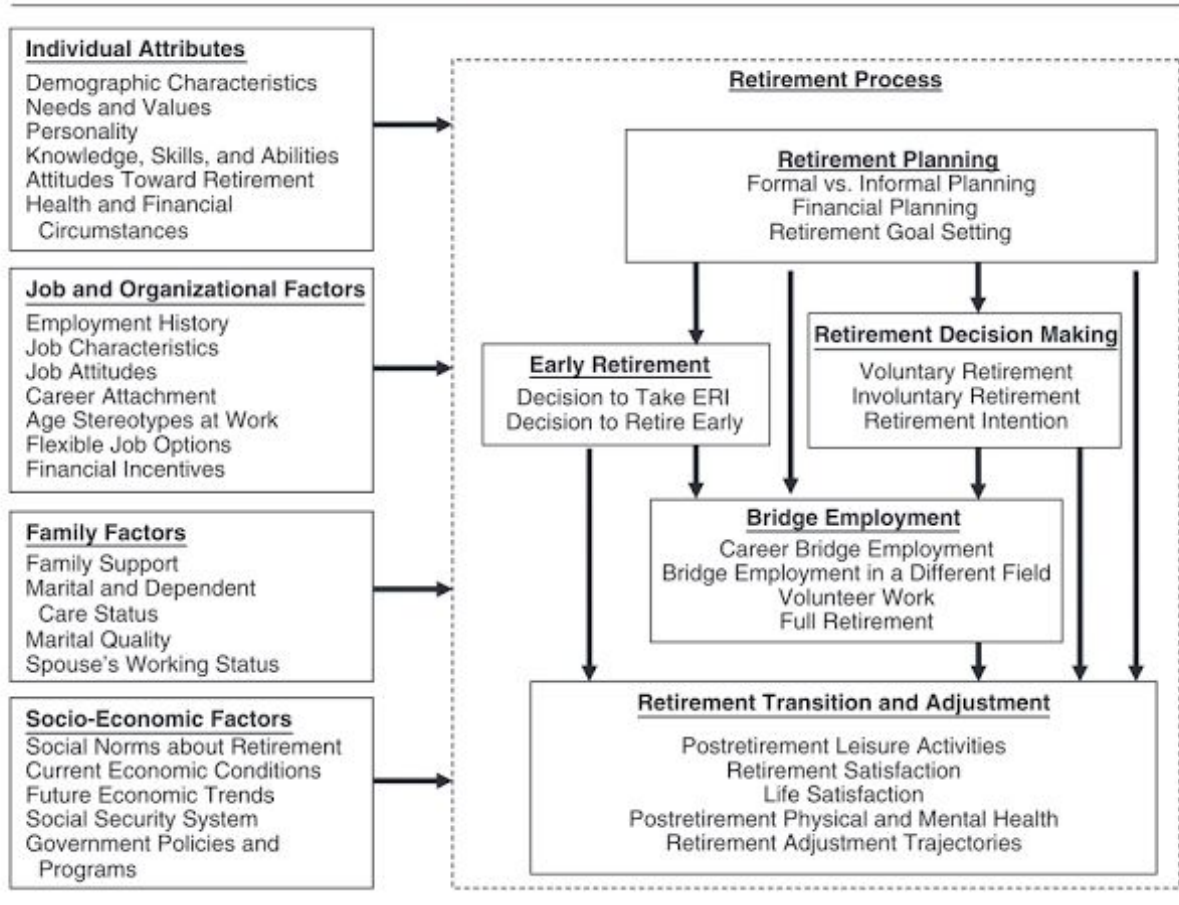 Individual Attributes
Demographic Characteristics
Needs and Values
Personality
Knowledge, Skills, and Abilities
Attitudes Toward Retirement
Health and Financial
Circumstances
Job and Organizational Factors
Employment History
Job Characteristics
Job Attitudes
Career Attachment
Age Stereotypes at Work
Flexible Job Options
Financial Incentives
Family Factors
Family Support
Marital and Dependent
Care Status
Marital Quality
Spouse's Working Status
Socio-Economic Factors
Social Norms about Retirement
Current Economic Conditions
Future Economic Trends
Social Security System
Government Policies and
Programs
Retirement Process
Retirement Planning
Formal vs. Informal Planning
Financial Planning
Retirement Goal Setting
Early Retirement
Decision to Take ERI
Decision to Retire Early
Retirement Decision Making
Voluntary Retirement
Involuntary Retirement
Retirement Intention
Bridge Employment
Career Bridge Employment
Bridge Employment in a Different Field
Volunteer Work
Full Retirement
Retirement Transition and Adjustment
Postretirement Leisure Activities
Retirement Satisfaction
Life Satisfaction
Postretirement Physical and Mental Health
Retirement Adjustment Trajectories